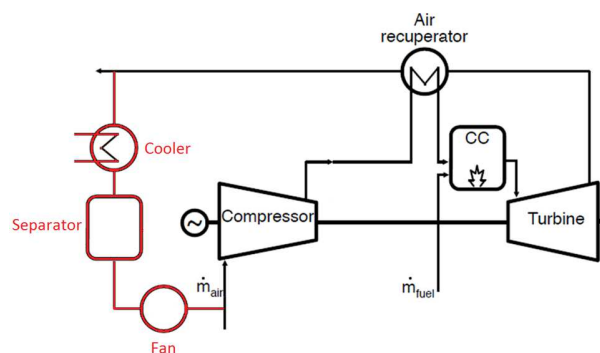 Air
recuperator
Cooler
CC
Separator
Compressor
Turbine
ṁair
ṁfuel
Fan